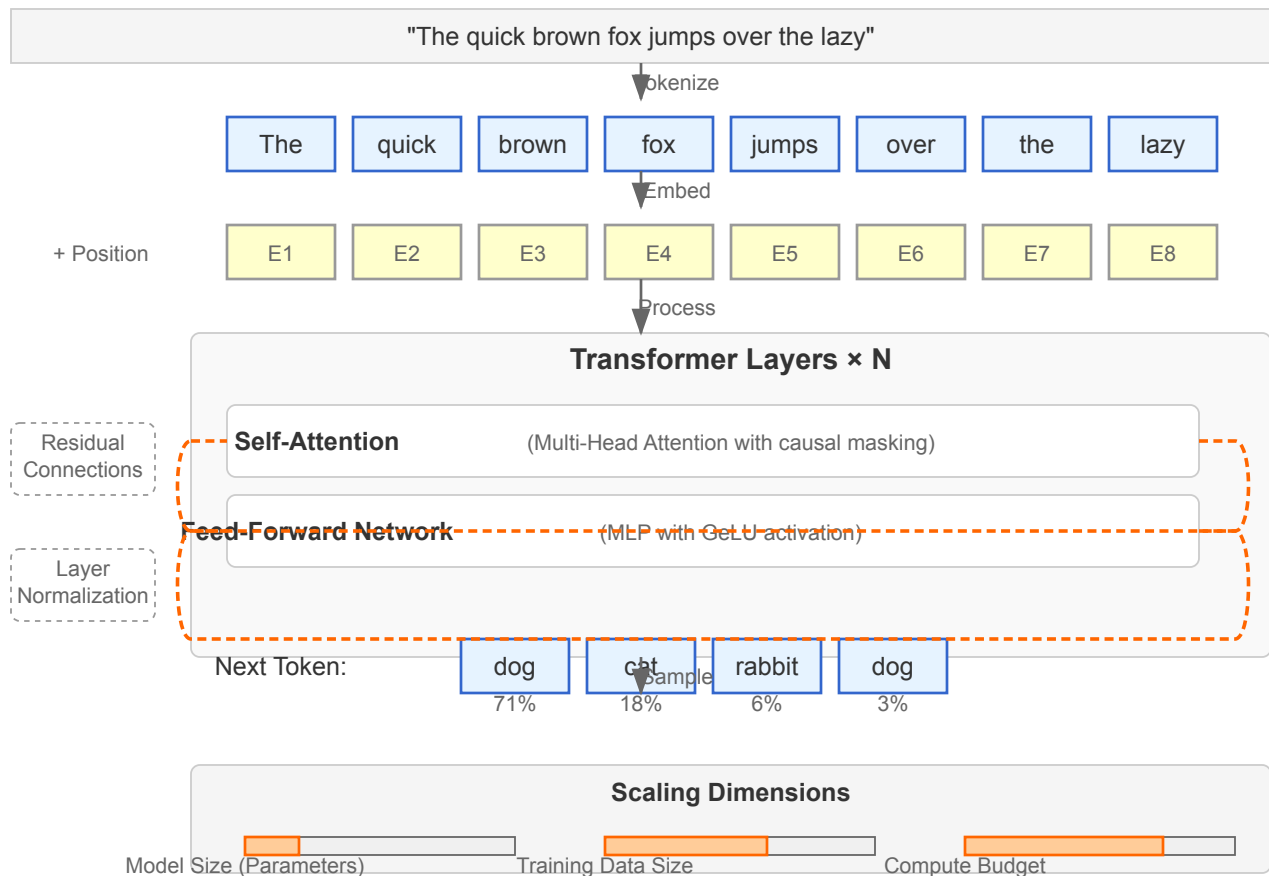 "The quick brown fox jumps over the lazy"
Tokenize
The quick brown fox jumps over the lazy
Embed
+ Position E1 E2 E3 E4 E5 E6 E7 E8
Process
Transformer Layers × N
Residual
Connections
Self-Attention (Multi-Head Attention with causal masking)
Feed-Forward Network (MLP with GeLU activation)
Layer
Normalization
Next Token: dog cat rabbit dog
Sample
71% 18% 6% 3%
Scaling Dimensions
Model Size (Parameters) Training Data Size Compute Budget